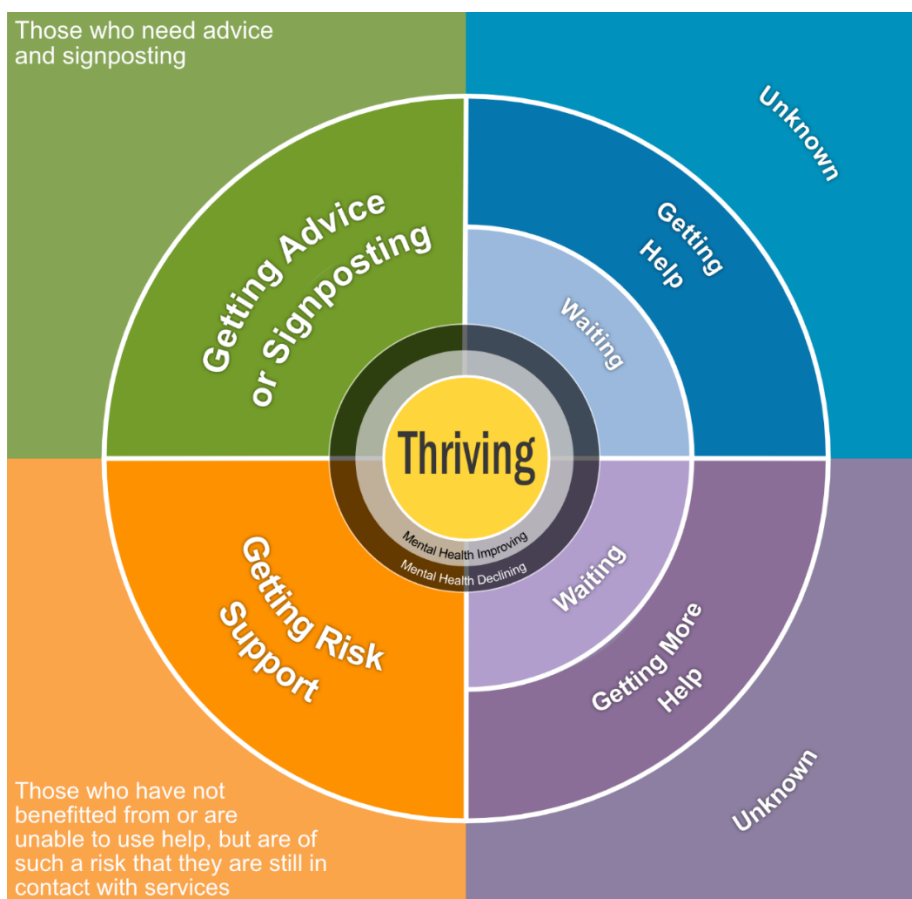 Those who need advice
and signposting
Unknown
Getting
Help
Getting Advice
or Signposting
Waiting
Thriving
Mental Health Improving
Mental Health Declining
Waiting
Getting Risk
Support
Getting More
Help
Unknown
Those who have not
benefitted from or are
unable to use help, but are of
such a risk that they are still in
contact with services